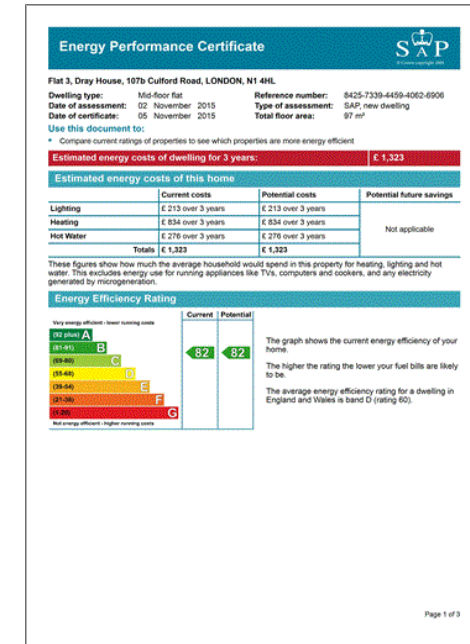 Energy Performance Certificate
SAP
Flat 3, Dray House, 107b Culford Road, LONDON, N1 4HL
Dwelling type: Mid-floor flat Reference number: 8425-7339-4459-4062-6906
Date of assessment: 02 November 2015 Type of assessment: SAP, new dwelling
Date of certificate: 05 November 2015 Total floor area: 97 m²
Use this document to:
• Compare current ratings of properties to see which properties are more energy efficient
Estimated energy costs of dwelling for 3 years: £ 1,323
Estimated energy costs of this home
Current costs Potential costs Potential future savings
Lighting £ 213 over 3 years £ 213 over 3 years
Heating £ 834 over 3 years £ 834 over 3 years
Not applicable
Hot Water £ 276 over 3 years £ 276 over 3 years
Totals £ 1,323 £ 1,323
These figures show how much the average household would spend in this property for heating, lighting and hot
water. This excludes energy use for running appliances like TVs, computers and cookers, and any electricity
generated by microgeneration.
Energy Efficiency Rating
Current Potential
Very energy efficient - lower running costs
(92 plus) A
(81-91) B
82 82
(69-80) C
(55-68) D
(39-54) E
(21-38) F
(1-20) G
Not energy efficient - higher running costs
The graph shows the current energy efficiency of your
home.
The higher the rating the lower your fuel bills are likely
to be.
The average energy efficiency rating for a dwelling in
England and Wales is band D (rating 60).
Page 1 of 3